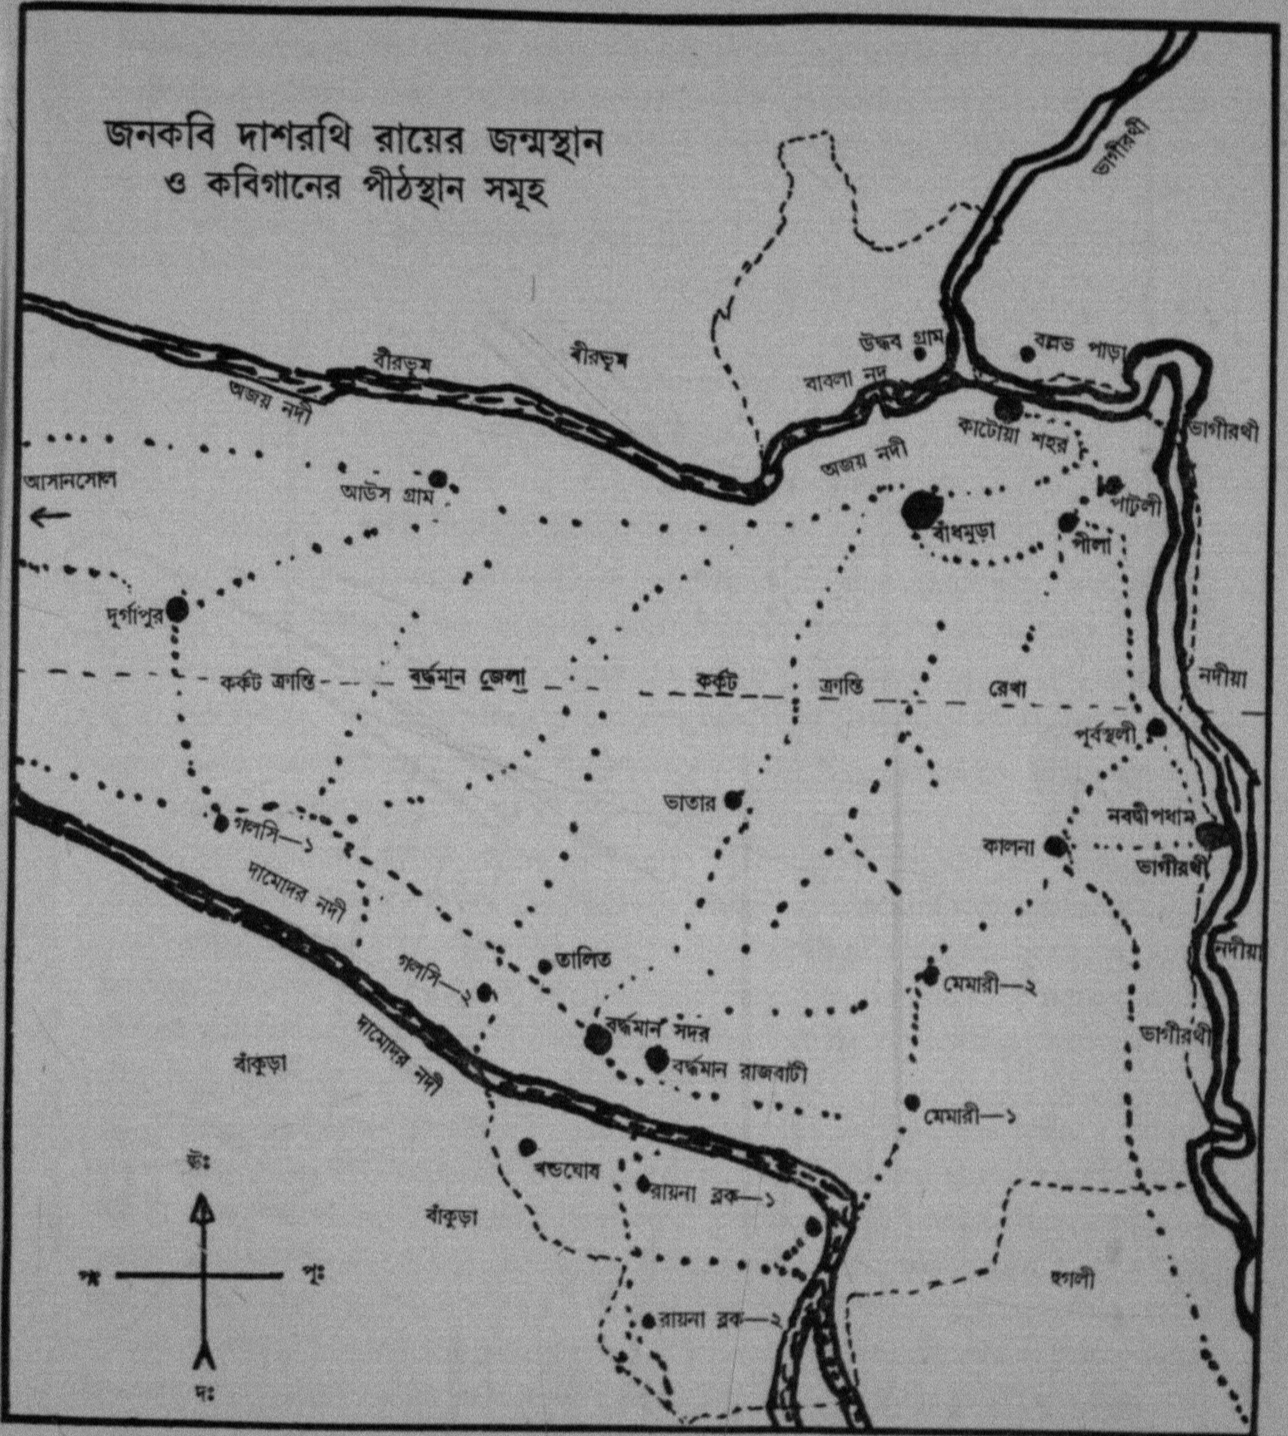 জনকবি দাশরথি রায়ের জন্মস্থান
ও কবিগানের পীঠস্থান সমূহ
ভাগীরথী
উদ্ধব গ্রাম
বল্লভ পাড়া
বীরভূম
বীরভূম
বাবলা নদ
অজয় নদী
কাটোয়া শহর
ভাগীরথী
অজয় নদী
আসানসোল
আউস গ্রাম
পাটুলী
বাঁধমুড়া
পীলা
দুর্গাপুর
কর্কট ক্রান্তি
বর্দ্ধমান জেলা
কর্কট
ক্রান্তি
রেখা
নদীয়া
পূর্বস্থলী
ভাতার
নবদ্বীপধাম
গলসি—১
কালনা
ভাগীরথী
দামোদর নদী
তালিত
নদীয়া
গলসি—২
মেমারী—২
বর্দ্ধমান সদর
ভাগীরথী
বাঁকুড়া
দামোদর নদী
বর্দ্ধমান রাজবাটী
মেমারী—১
উঃ
খন্ডঘোষ
রায়না ব্লক—১
বাঁকুড়া
পঃ
পূঃ
হুগলী
রায়না ব্লক—২
দঃ